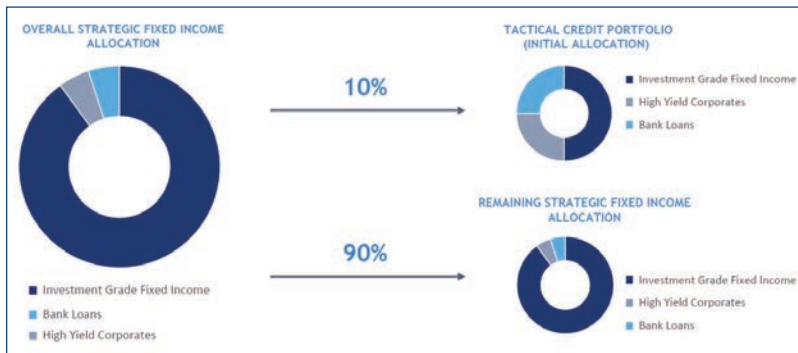 OVERALL STRATEGIC FIXED INCOME
ALLOCATION
Investment Grade Fixed Income
Bank Loans
High Yield Corporates
10%
90%
TACTICAL CREDIT PORTFOLIO
(INITIAL ALLOCATION)
Investment Grade Fixed Income
High Yield Corporates
Bank Loans
REMAINING STRATEGIC FIXED INCOME
ALLOCATION
Investment Grade Fixed Income
High Yield Corporates
Bank Loans